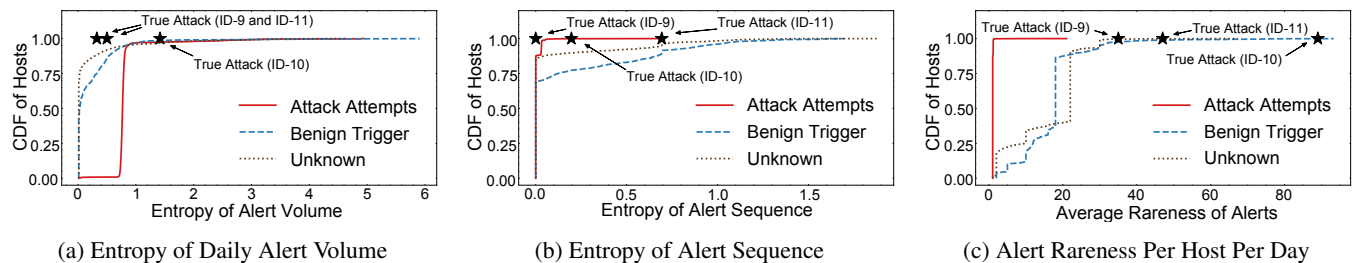 True Attack (ID-9 and ID-11)
True Attack (ID-10)
CDF of Hosts
1.00
0.75
0.50
0.25
0.00
Attack Attempts
Benign Trigger
Unknown
0 1 2 3 4 5 6
Entropy of Alert Volume
(a) Entropy of Daily Alert Volume
True Attack (ID-9)
True Attack (ID-11)
True Attack (ID-10)
CDF of Hosts
1.00
0.75
0.50
0.25
0.00
Attack Attempts
Benign Trigger
Unknown
0.0 0.5 1.0 1.5
Entropy of Alert Sequence
(b) Entropy of Alert Sequence
True Attack (ID-9)
True Attack (ID-11)
True Attack (ID-10)
CDF of Hosts
1.00
0.75
0.50
0.25
0.00
Attack Attempts
Benign Trigger
Unknown
0 20 40 60 80
Average Rareness of Alerts
(c) Alert Rareness Per Host Per Day